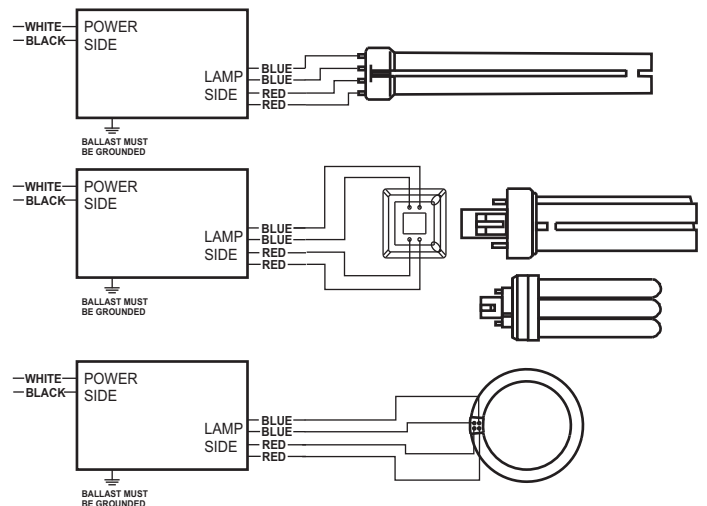 WHITE
POWER
BLACK
SIDE
BLUE
LAMP
BLUE
SIDE
RED
RED
BALLAST MUST
BE GROUNDED
WHITE
POWER
BLACK
SIDE
BLUE
LAMP
BLUE
SIDE
RED
RED
BALLAST MUST
BE GROUNDED
WHITE
POWER
BLACK
SIDE
BLUE
LAMP
BLUE
SIDE
RED
RED
BALLAST MUST
BE GROUNDED